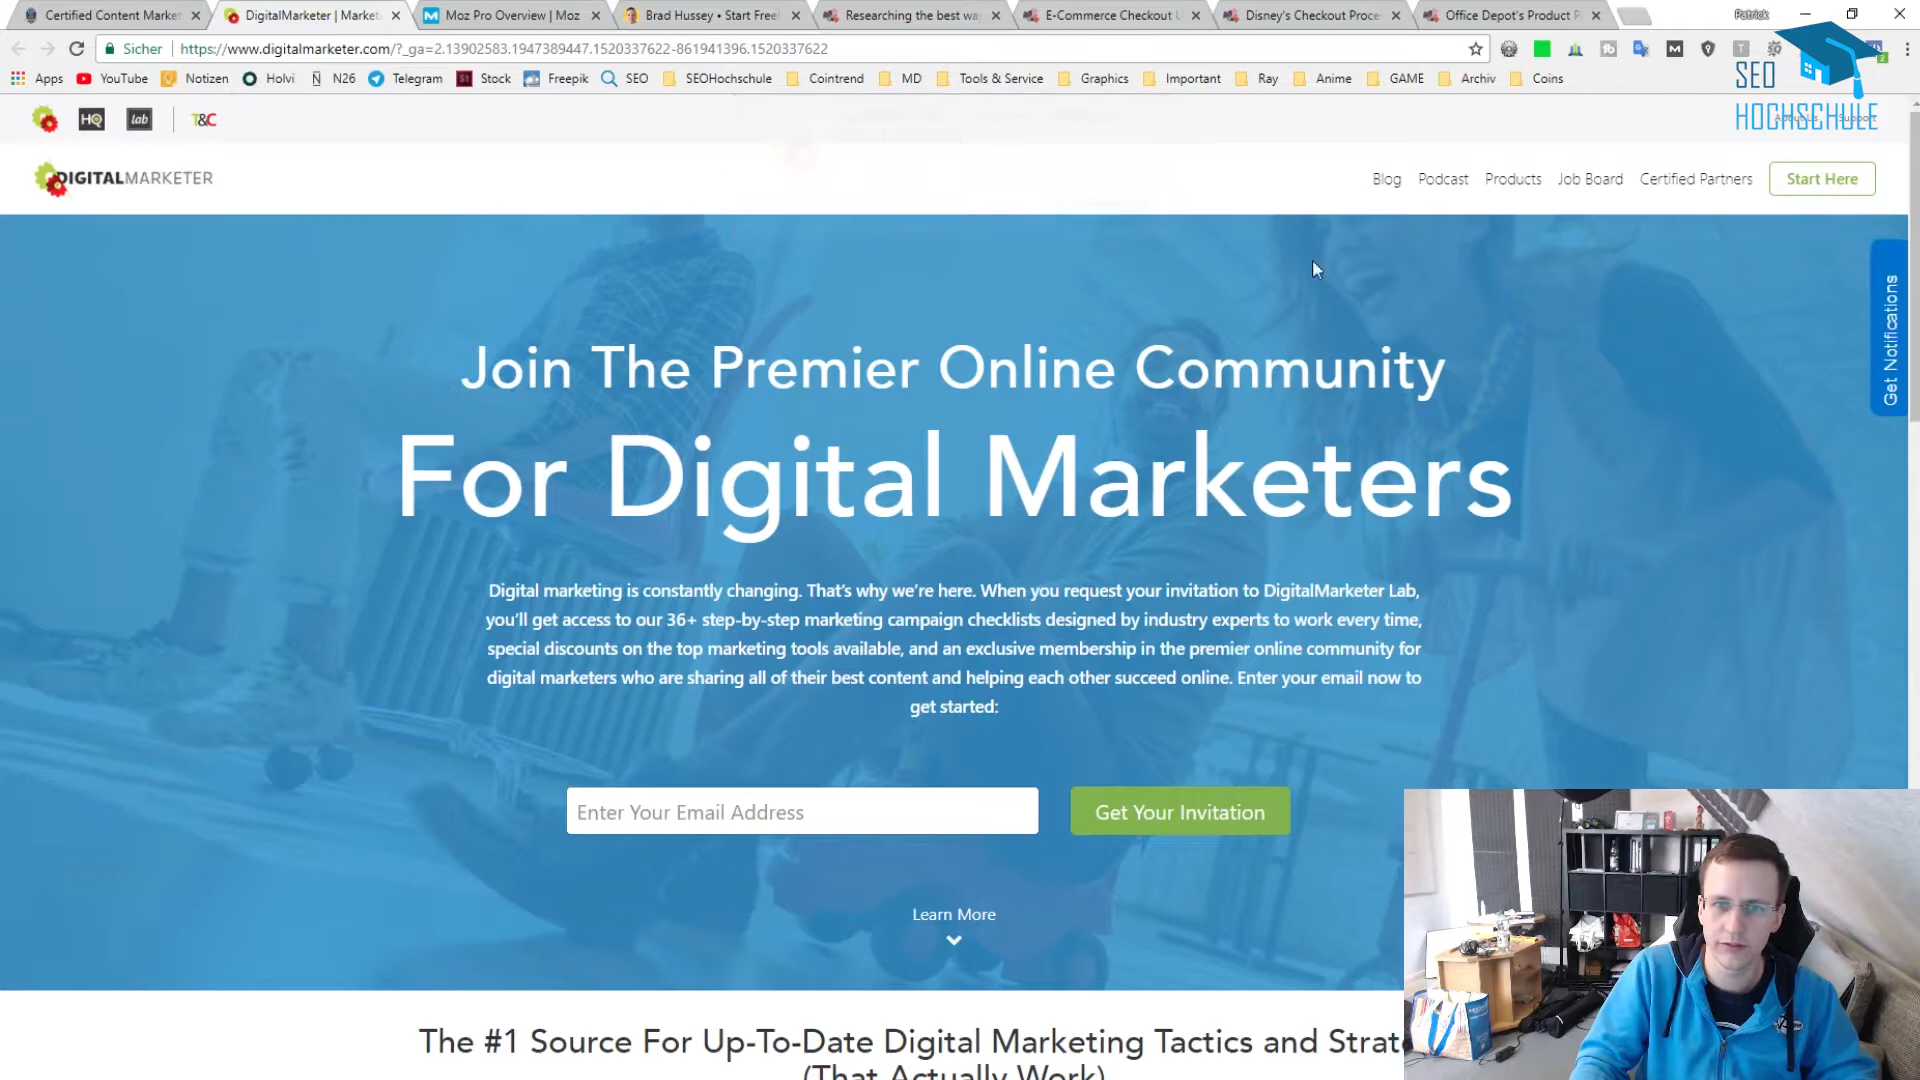 Certified Content Market
DigitalMarketer | Market
Moz Pro Overview | Moz
Brad Hussey • Start Free
Researching the best wa
E-Commerce Checkout U
Disney's Checkout Proce
Office Depot's Product P
Patrick
Sicher
https://www.digitalmarketer.com/?_ga=2.13902583.1947389447.1520337622-861941396.1520337622
Apps
YouTube
Notizen
Holvi
N26
Telegram
Stock
Freepik
SEO
SEOHochschule
Cointrend
MD
Tools & Service
Graphics
Important
Ray
Anime
GAME
Archiv
Coins
SEO
HOCHSCHULE
HQ
lab
T&C
About Us
Support
DIGITALMARKETER
Blog
Podcast
Products
Job Board
Certified Partners
Start Here
Get Notifications
Join The Premier Online Community
For Digital Marketers
Digital marketing is constantly changing. That's why we're here. When you request your invitation to DigitalMarketer Lab,
you'll get access to our 36+ step-by-step marketing campaign checklists designed by industry experts to work every time,
special discounts on the top marketing tools available, and an exclusive membership in the premier online community for
digital marketers who are sharing all of their best content and helping each other succeed online. Enter your email now to
get started:
Enter Your Email Address
Get Your Invitation
Learn More
The #1 Source For Up-To-Date Digital Marketing Tactics and Strate
(That Actually Work)